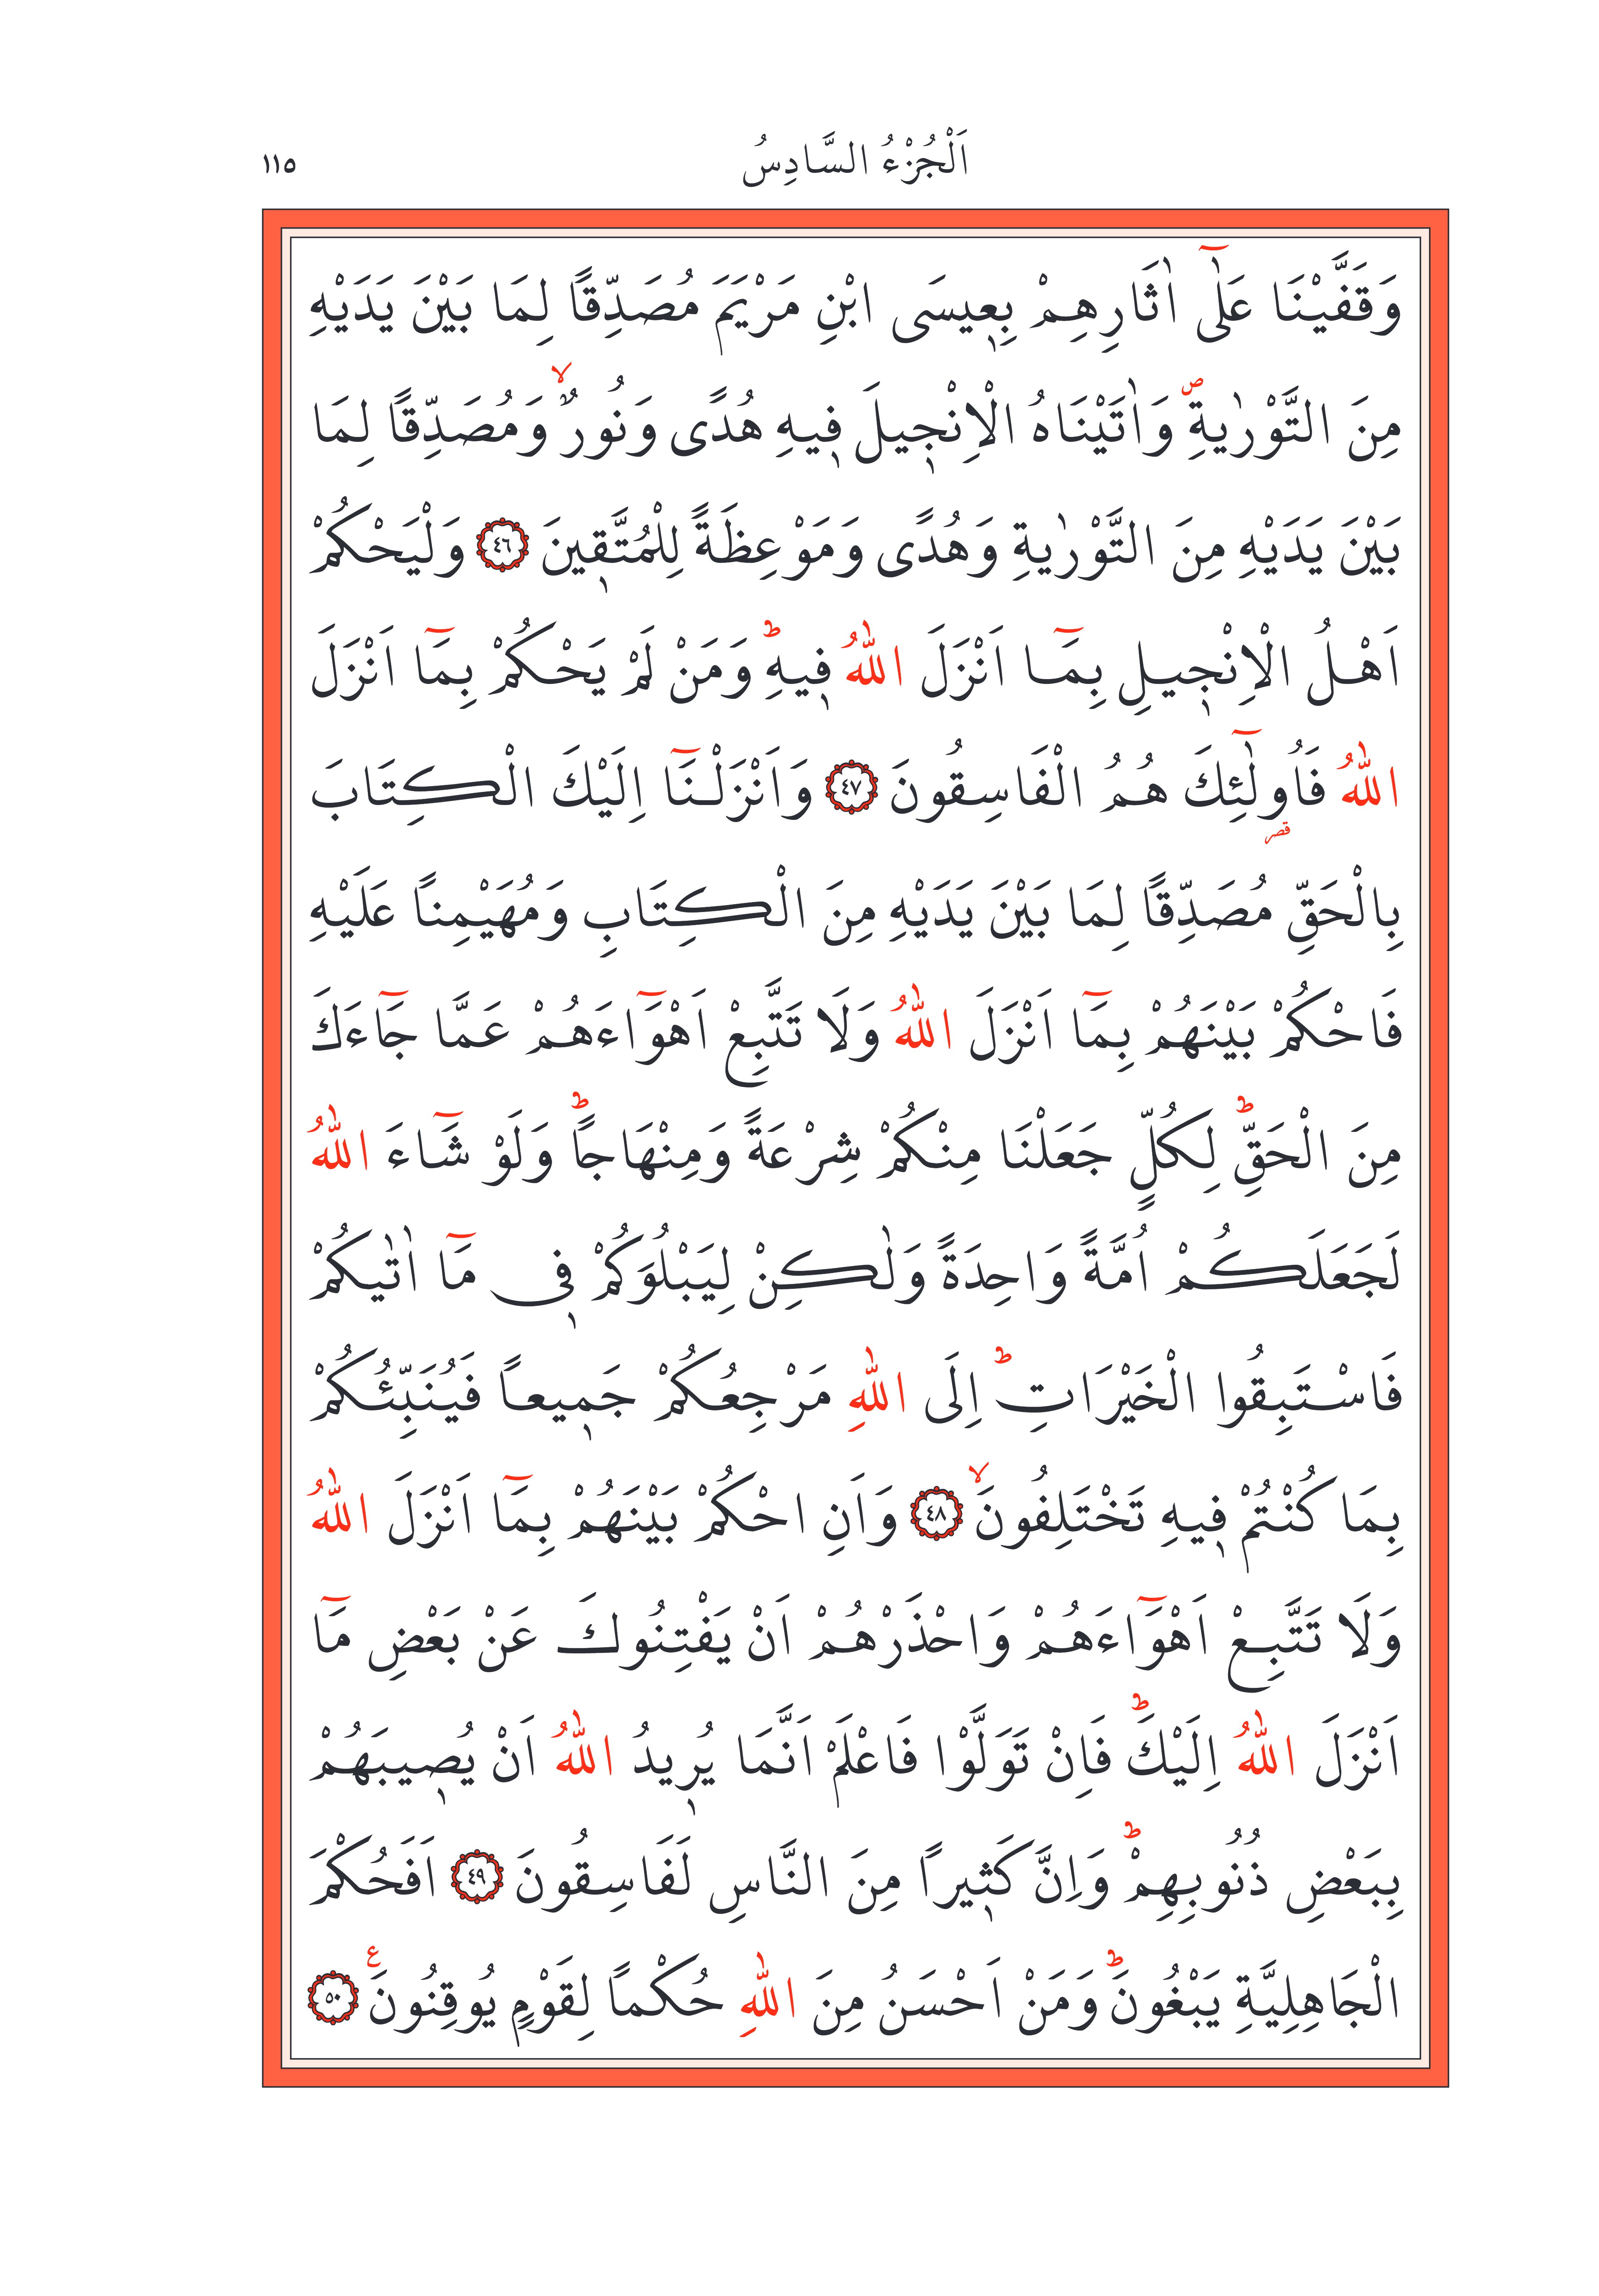 اَلْجُزْءُ السَّادِسُ ١١٥
وَقَفَّيْنَا عَلٰٓى اٰثَارِهِمْ بِعٖيسَى ابْنِ مَرْيَمَ مُصَدِّقًا لِمَا بَيْنَ يَدَيْهِ
مِنَ التَّوْرٰيةِۖ وَاٰتَيْنَاهُ الْاِنْجٖيلَ فٖيهِ هُدًى وَنُورٌۙ وَمُصَدِّقًا لِمَا
بَيْنَ يَدَيْهِ مِنَ التَّوْرٰيةِ وَهُدًى وَمَوْعِظَةً لِلْمُتَّقٖينَ ﴿٤٦﴾ وَلْيَحْكُمْ
اَهْلُ الْاِنْجٖيلِ بِمَٓا اَنْزَلَ اللّٰهُ فٖيهِؕ وَمَنْ لَمْ يَحْكُمْ بِمَٓا اَنْزَلَ
اللّٰهُ فَاُو۬لٰٓئِكَ هُمُ الْفَاسِقُونَ ﴿٤٧﴾ وَاَنْزَلْنَٓا اِلَيْكَ الْكِتَابَ
قصر
بِالْحَقِّ مُصَدِّقًا لِمَا بَيْنَ يَدَيْهِ مِنَ الْكِتَابِ وَمُهَيْمِنًا عَلَيْهِ
فَاحْكُمْ بَيْنَهُمْ بِمَٓا اَنْزَلَ اللّٰهُ وَلَا تَتَّبِعْ اَهْوَٓاءَهُمْ عَمَّا جَٓاءَكَ
مِنَ الْحَقِّؕ لِكُلٍّ جَعَلْنَا مِنْكُمْ شِرْعَةً وَمِنْهَاجًاؕ وَلَوْ شَٓاءَ اللّٰهُ
لَجَعَلَكُمْ اُمَّةً وَاحِدَةً وَلٰكِنْ لِيَبْلُوَكُمْ فٖى مَٓا اٰتٰيكُمْ
فَاسْتَبِقُوا الْخَيْرَاتِؕ اِلَى اللّٰهِ مَرْجِعُكُمْ جَمٖيعًا فَيُنَبِّئُكُمْ
بِمَا كُنْتُمْ فٖيهِ تَخْتَلِفُونَۙ ﴿٤٨﴾ وَاَنِ احْكُمْ بَيْنَهُمْ بِمَٓا اَنْزَلَ اللّٰهُ
وَلَا تَتَّبِعْ اَهْوَٓاءَهُمْ وَاحْذَرْهُمْ اَنْ يَفْتِنُوكَ عَنْ بَعْضِ مَٓا
اَنْزَلَ اللّٰهُ اِلَيْكَؕ فَاِنْ تَوَلَّوْا فَاعْلَمْ اَنَّمَا يُرٖيدُ اللّٰهُ اَنْ يُصٖيبَهُمْ
بِبَعْضِ ذُنُوبِهِمْؕ وَاِنَّ كَثٖيرًا مِنَ النَّاسِ لَفَاسِقُونَ ﴿٤٩﴾ اَفَحُكْمَ
الْجَاهِلِيَّةِ يَبْغُونَؕ وَمَنْ اَحْسَنُ مِنَ اللّٰهِ حُكْمًا لِقَوْمٍ يُوقِنُونَࣖ ﴿٥٠﴾